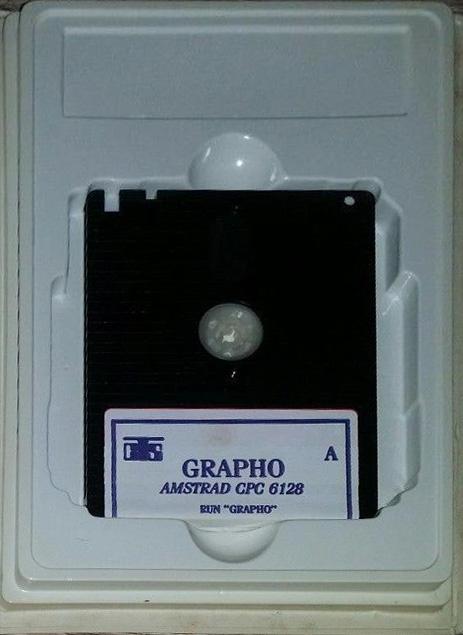 A
GRAPHO
AMSTRAD CPC 6128
RUN "GRAPHO"